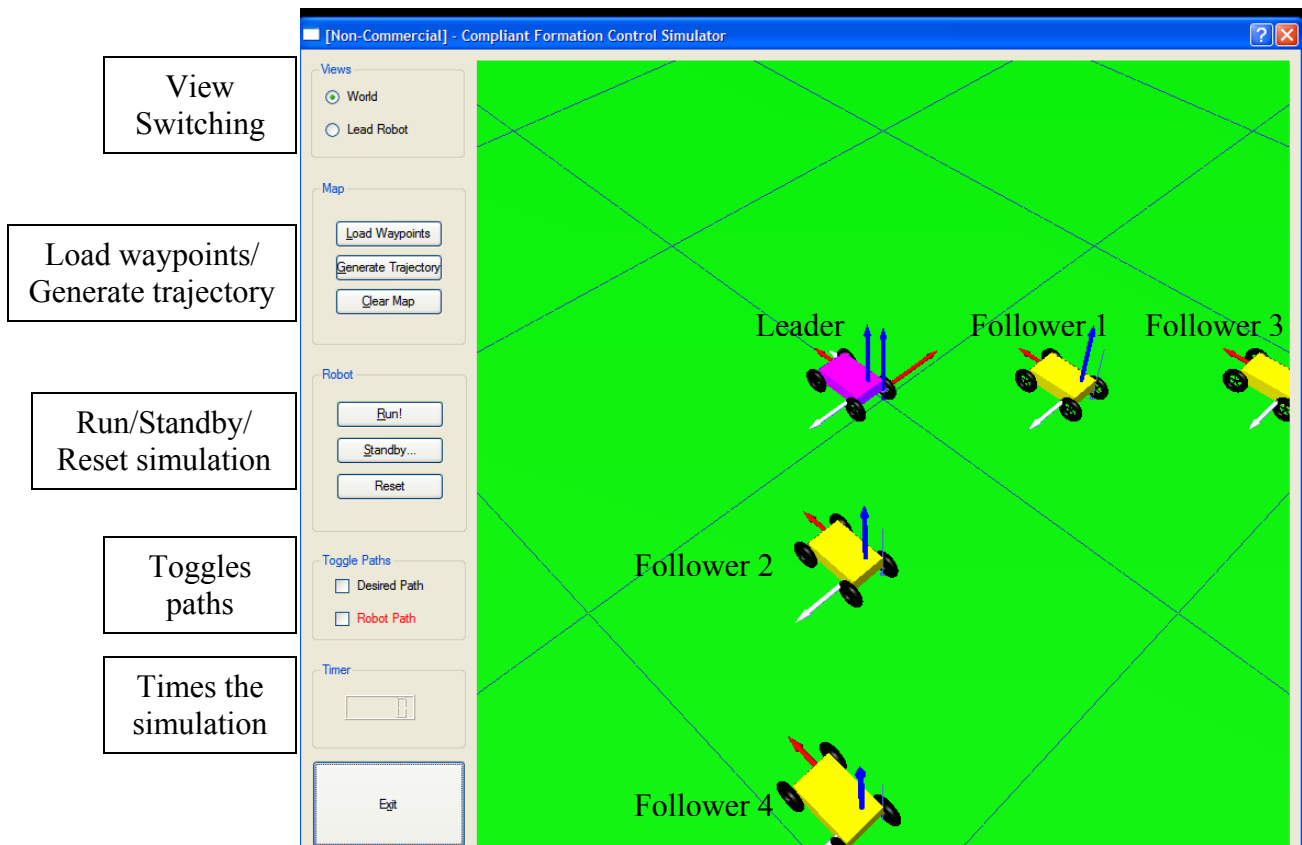 [Non-Commercial] - Compliant Formation Control Simulator
View
Switching
Views
World
Lead Robot
Load waypoints/
Generate trajectory
Map
Load Waypoints
Generate Trajectory
Clear Map
Leader
Follower 1
Follower 3
Run/Standby/
Reset simulation
Robot
Run!
Standby...
Reset
Follower 2
Toggles
paths
Toggle Paths
Desired Path
Robot Path
Times the
simulation
Timer
0
Exit
Follower 4